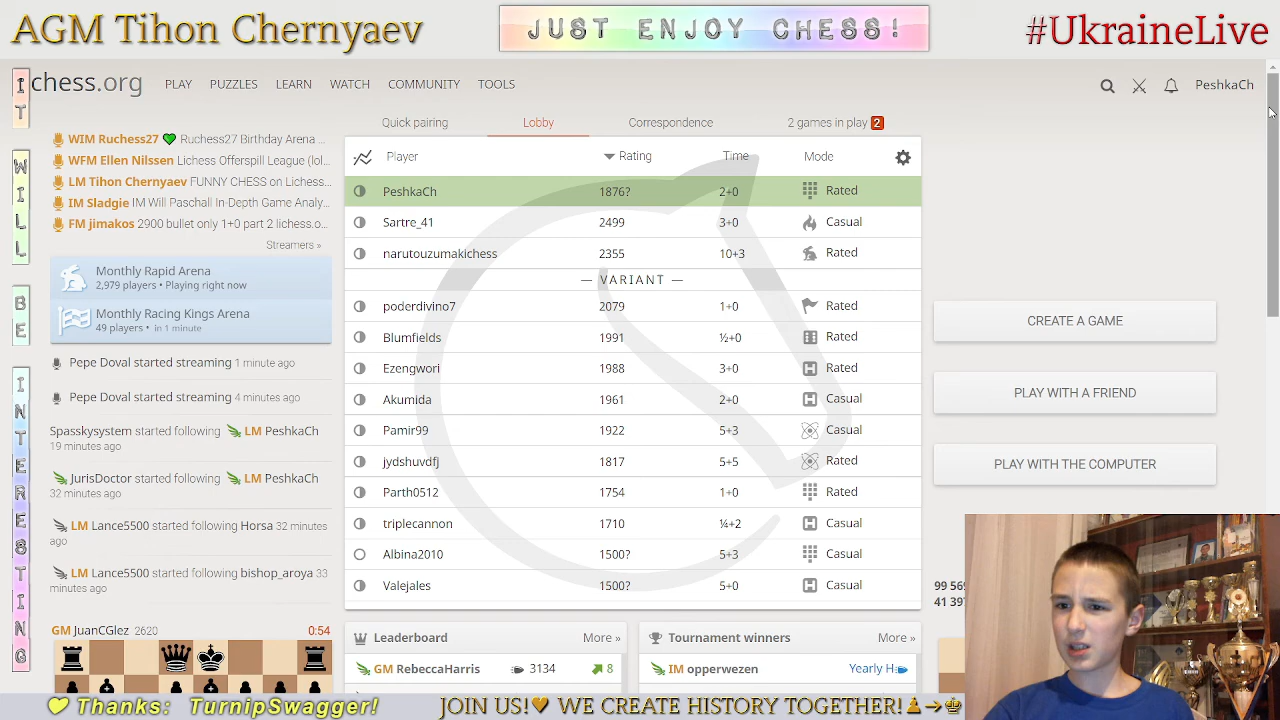 AGM Tihon Chernyaev
JUST ENJOY CHESS!
#UkraineLive
IT
WILL
BE
INTERESTING
chess.org
PLAY PUZZLES LEARN WATCH COMMUNITY TOOLS
PeshkaCh
WIM Ruchess27 💚 Ruchess27 Birthday Arena ...
WFM Ellen Nilssen Lichess Offerspill League (lol...
LM Tihon Chernyaev FUNNY CHESS on Lichess...
IM Sladgie IM Will Paschall In-Depth Game Analy...
FM jimakos 2900 bullet only 1+0 part 2 lichess.o...
Streamers »
Monthly Rapid Arena
2,979 players • Playing right now
Monthly Racing Kings Arena
49 players • in 1 minute
Pepe Doval started streaming 1 minute ago
Pepe Doval started streaming 4 minutes ago
Spasskysystem started following LM PeshkaCh
19 minutes ago
JurisDoctor started following LM PeshkaCh
32 minutes ago
LM Lance5500 started following Horsa 32 minutes
ago
LM Lance5500 started following bishop_aroya 33
minutes ago
GM JuanCGlez 2620 0:54
Quick pairing Lobby Correspondence 2 games in play 2
Player Rating Time Mode
PeshkaCh 1876? 2+0 Rated
Sartre_41 2499 3+0 Casual
narutouzumakichess 2355 10+3 Rated
— VARIANT —
poderdivino7 2079 1+0 Rated
Blumfields 1991 ½+0 Rated
Ezengwori 1988 3+0 Casual
Akumida 1961 2+0 Casual
Pamir99 1922 5+3 Casual
jydshuvdfj 1817 5+5 Rated
Parth0512 1754 1+0 Rated
triplecannon 1710 ¼+2 Casual
Albina2010 1500? 5+3 Casual
Valejales 1500? 5+0 Casual
Leaderboard More »
GM RebeccaHarris 3134 8
Tournament winners More »
IM opperwezen Yearly H
CREATE A GAME
PLAY WITH A FRIEND
PLAY WITH THE COMPUTER
99 569
Thanks: TurnipSwagger!
JOIN US! WE CREATE HISTORY TOGETHER!